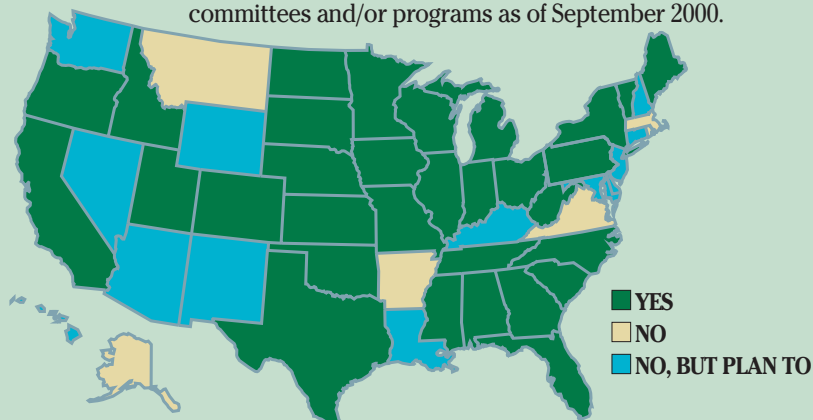 committees and/or programs as of September 2000.
YES
NO
NO, BUT PLAN TO